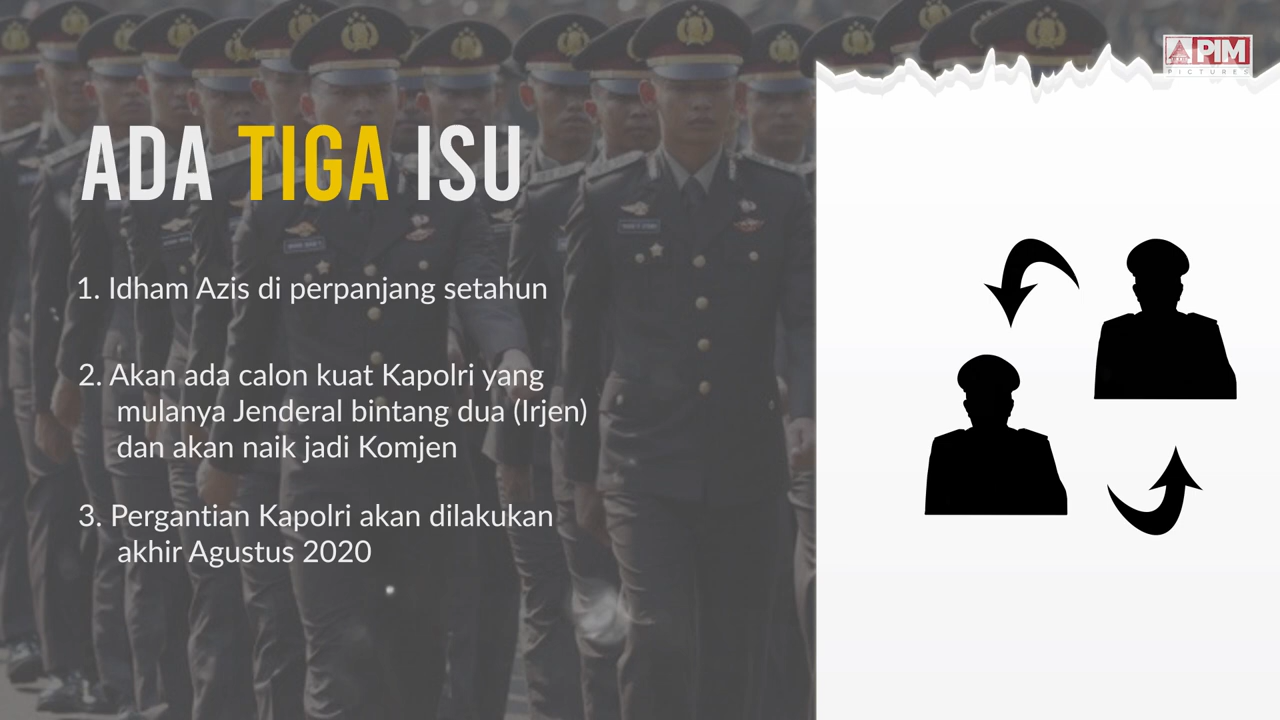 PIM
PICTURES
ADA TIGA ISU
1. Idham Azis di perpanjang setahun
2. Akan ada calon kuat Kapolri yang
mulanya Jenderal bintang dua (Irjen)
dan akan naik jadi Komjen
3. Pergantian Kapolri akan dilakukan
akhir Agustus 2020